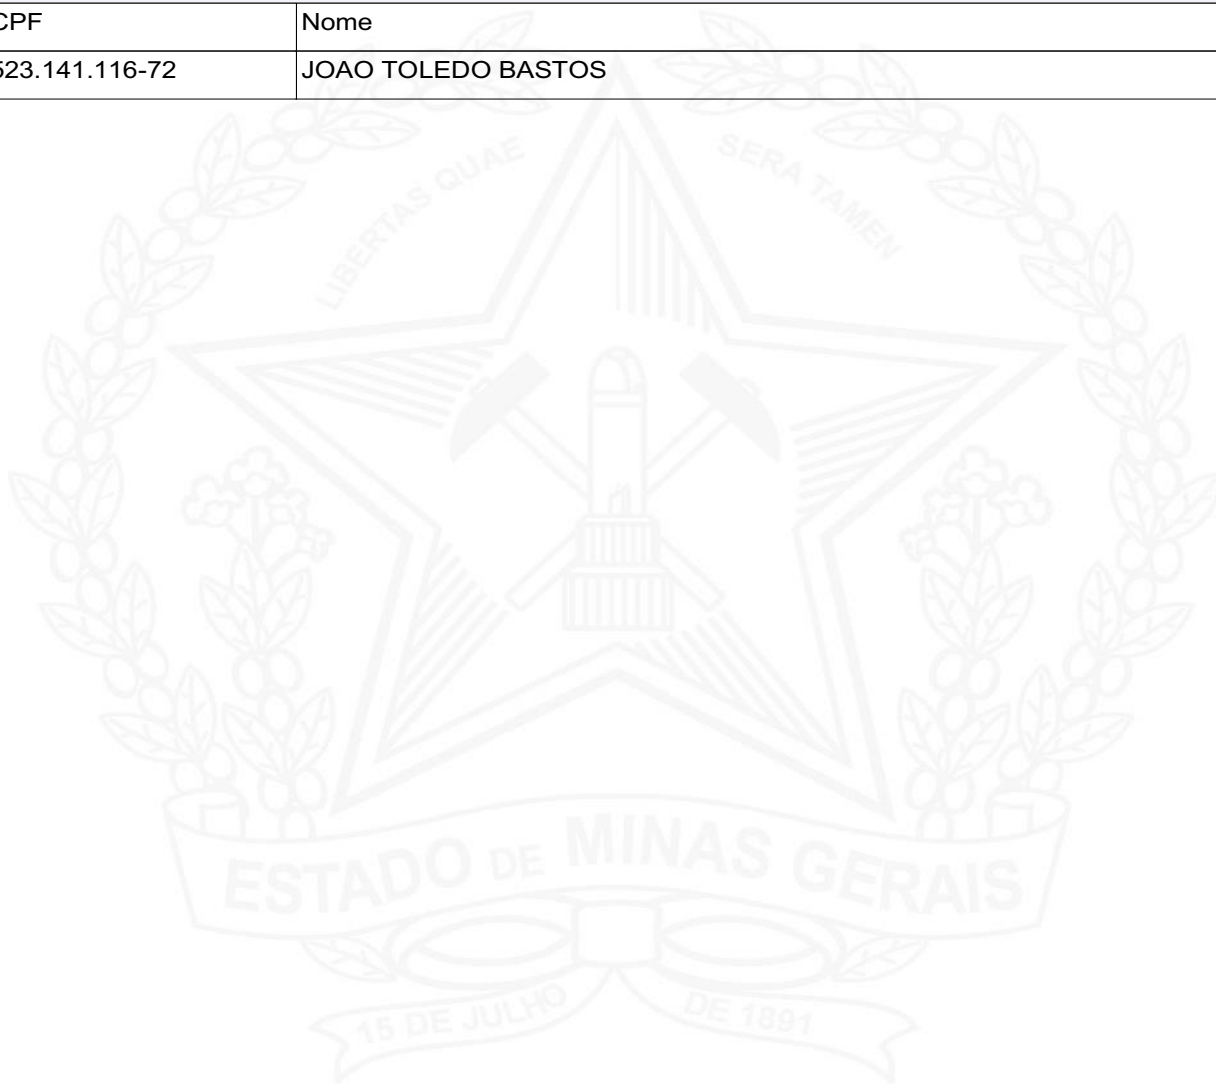 CPF Nome
523.141.116-72 JOAO TOLEDO BASTOS
LIBERTAS QUAE SERA TAMEN
ESTADO DE MINAS GERAIS
15 DE JULHO DE 1891